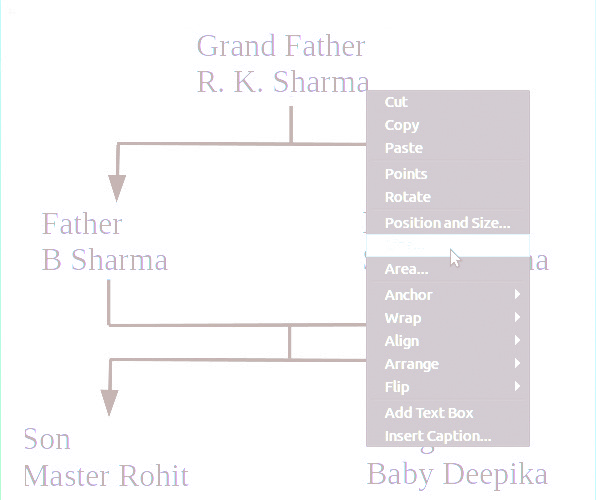 Grand Father
R. K. Sharma
Father
B Sharma
Son
Master Rohit
Baby Deepika
Cut
Copy
Paste
Points
Rotate
Position and Size...
Area...
Anchor
Wrap
Align
Arrange
Flip
Add Text Box
Insert Caption...